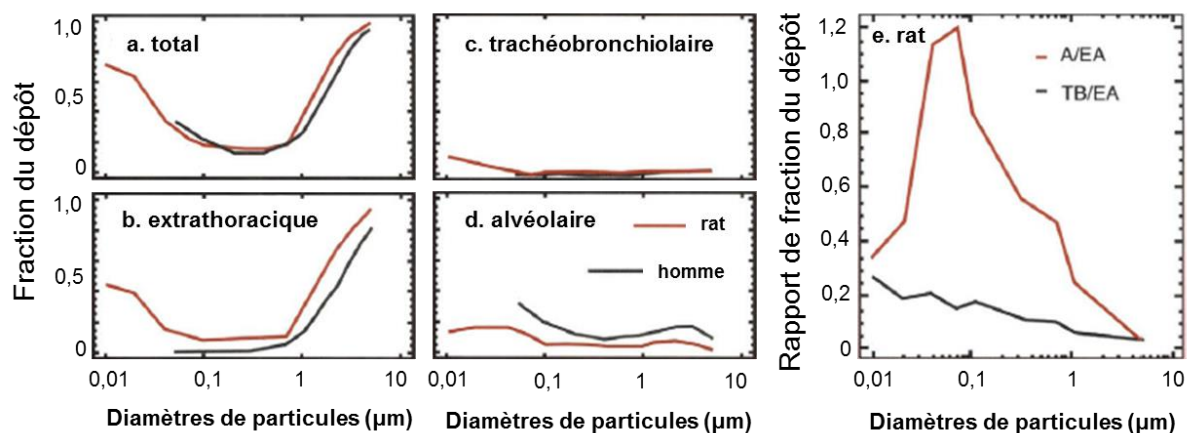 Fraction du dépôt
1,0
0,5
0
a. total
1,0
0,5
0
b. extrathoracique
0,01
0,1
1
10
Diamètres de particules (µm)
c. trachéobronchiolaire
d. alvéolaire
rat
homme
0,01
0,1
1
10
Diamètres de particules (µm)
Rapport de fraction du dépôt
1,2
1,0
0,8
0,6
0,4
0,2
0
e. rat
A/EA
TB/EA
0,01
0,1
1
10
Diamètres de particules (µm)